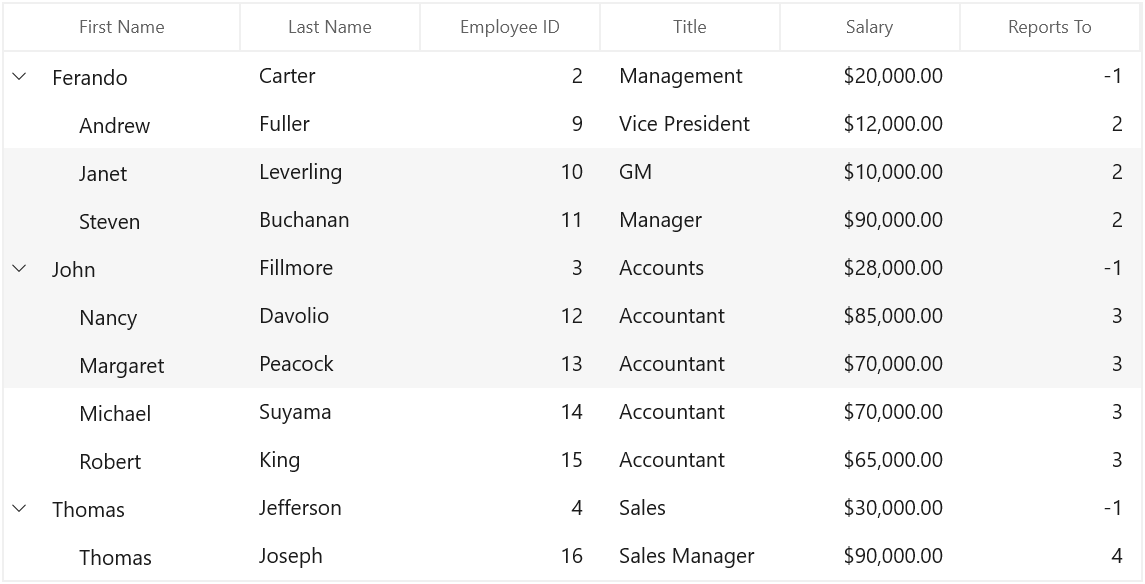 First Name Last Name Employee ID Title Salary Reports To
Ferando Carter 2 Management $20,000.00 -1
Andrew Fuller 9 Vice President $12,000.00 2
Janet Leverling 10 GM $10,000.00 2
Steven Buchanan 11 Manager $90,000.00 2
John Fillmore 3 Accounts $28,000.00 -1
Nancy Davolio 12 Accountant $85,000.00 3
Margaret Peacock 13 Accountant $70,000.00 3
Michael Suyama 14 Accountant $70,000.00 3
Robert King 15 Accountant $65,000.00 3
Thomas Jefferson 4 Sales $30,000.00 -1
Thomas Joseph 16 Sales Manager $90,000.00 4